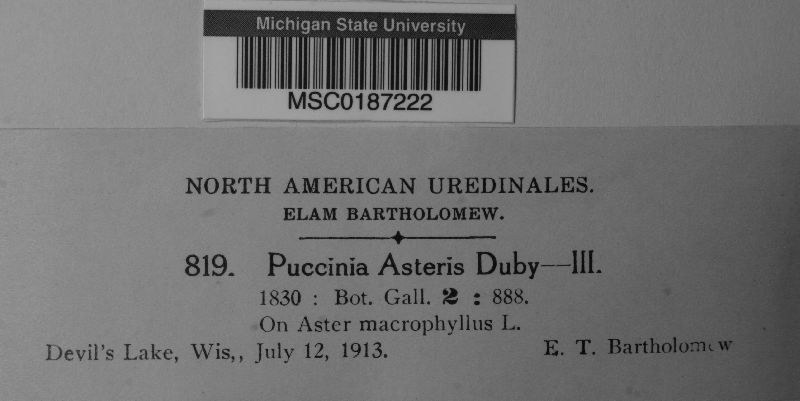 Michigan State University
MSC0187222
NORTH AMERICAN UREDINALES.
ELAM BARTHOLOMEW.
819. Puccinia Asteris Duby—III.
1830 : Bot. Gall. 2 : 888.
On Aster macrophyllus L.
Devil's Lake, Wis,, July 12, 1913. E. T. Bartholomew